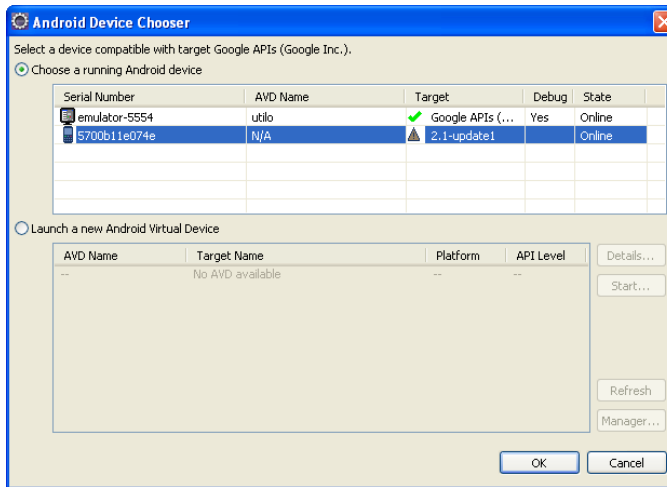 Android Device Chooser
Select a device compatible with target Google APIs (Google Inc.).
Choose a running Android device
Serial Number AVD Name Target Debug State
emulator-5554 utilo Google APIs (... Yes Online
5700b11e074e N/A 2.1-update1 Online
Launch a new Android Virtual Device
AVD Name Target Name Platform API Level
-- No AVD available -- --
Details...
Start...
Refresh
Manager...
OK Cancel